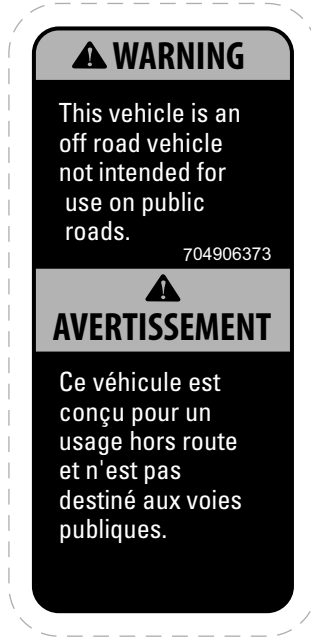 WARNING
This vehicle is an
off road vehicle
not intended for
use on public
roads.
704906373
AVERTISSEMENT
Ce véhicule est
conçu pour un
usage hors route
et n'est pas
destiné aux voies
publiques.